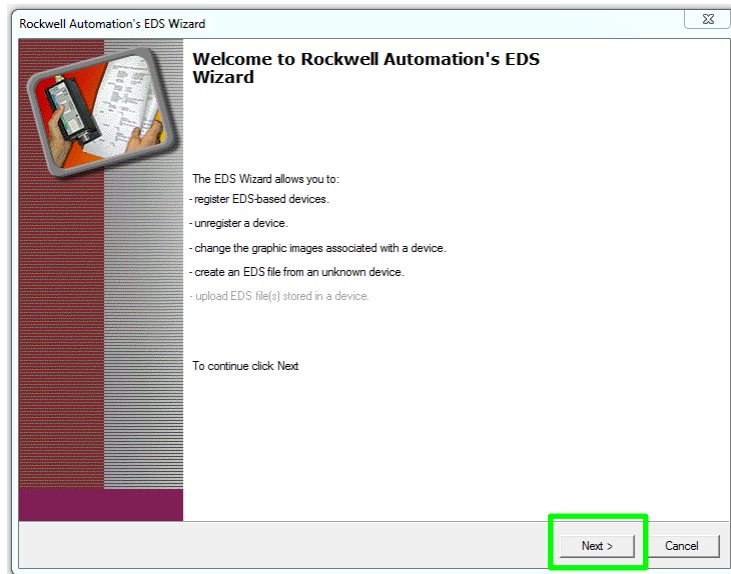 Rockwell Automation's EDS Wizard
Welcome to Rockwell Automation's EDS
Wizard
The EDS Wizard allows you to:
- register EDS-based devices.
- unregister a device.
- change the graphic images associated with a device.
- create an EDS file from an unknown device.
- upload EDS file(s) stored in a device.
To continue click Next
Next >
Cancel